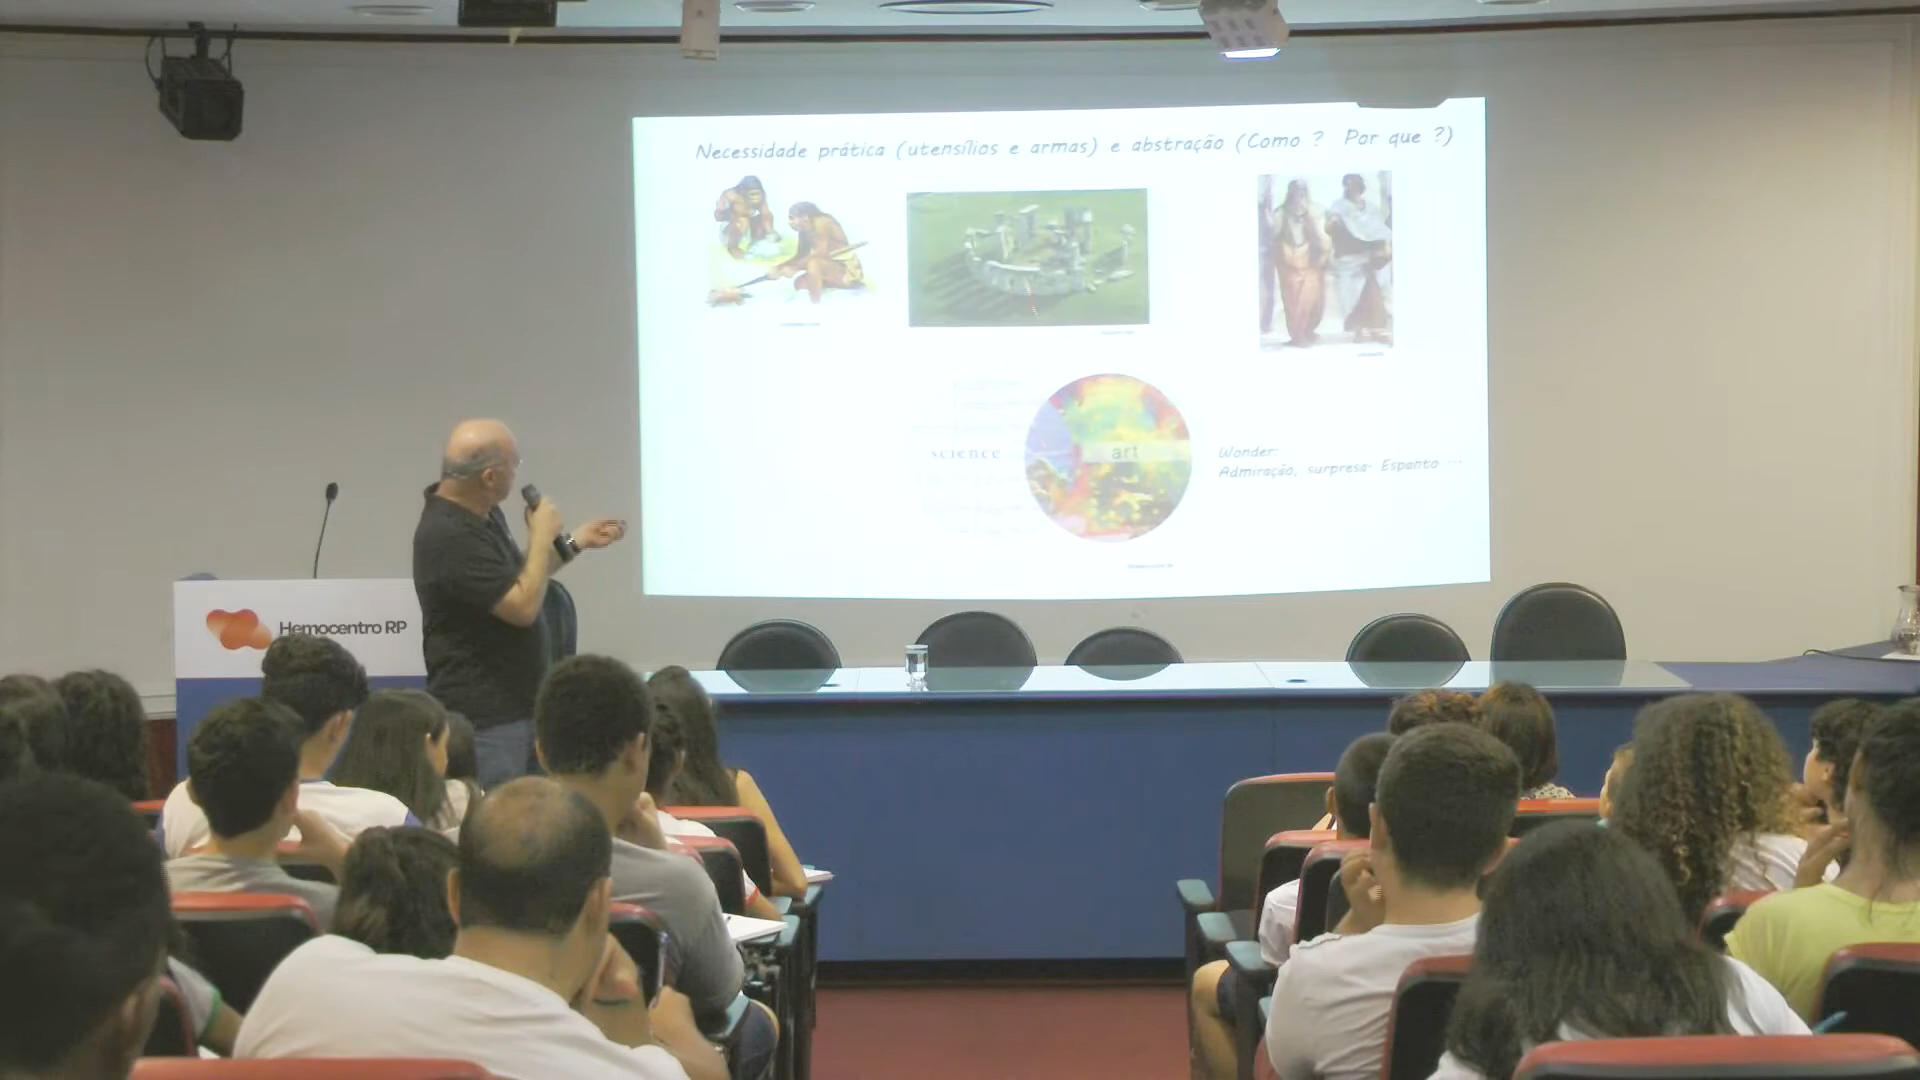 Necessidade prática (utensílios e armas) e abstração (Como ? Por que ?)
science
art
Wonder:
Admiração, surpresa- Espanto ...
Hemocentro RP